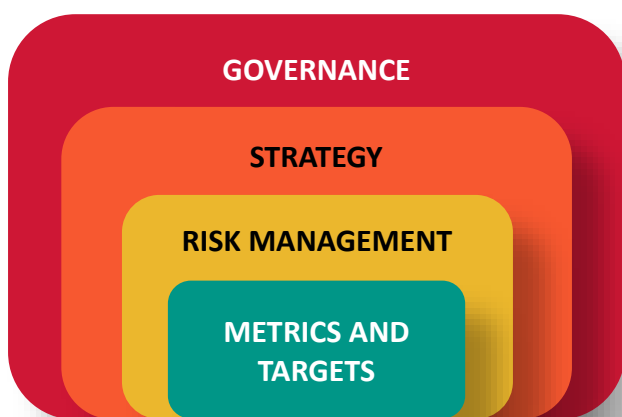 GOVERNANCE
STRATEGY
RISK MANAGEMENT
METRICS AND
TARGETS